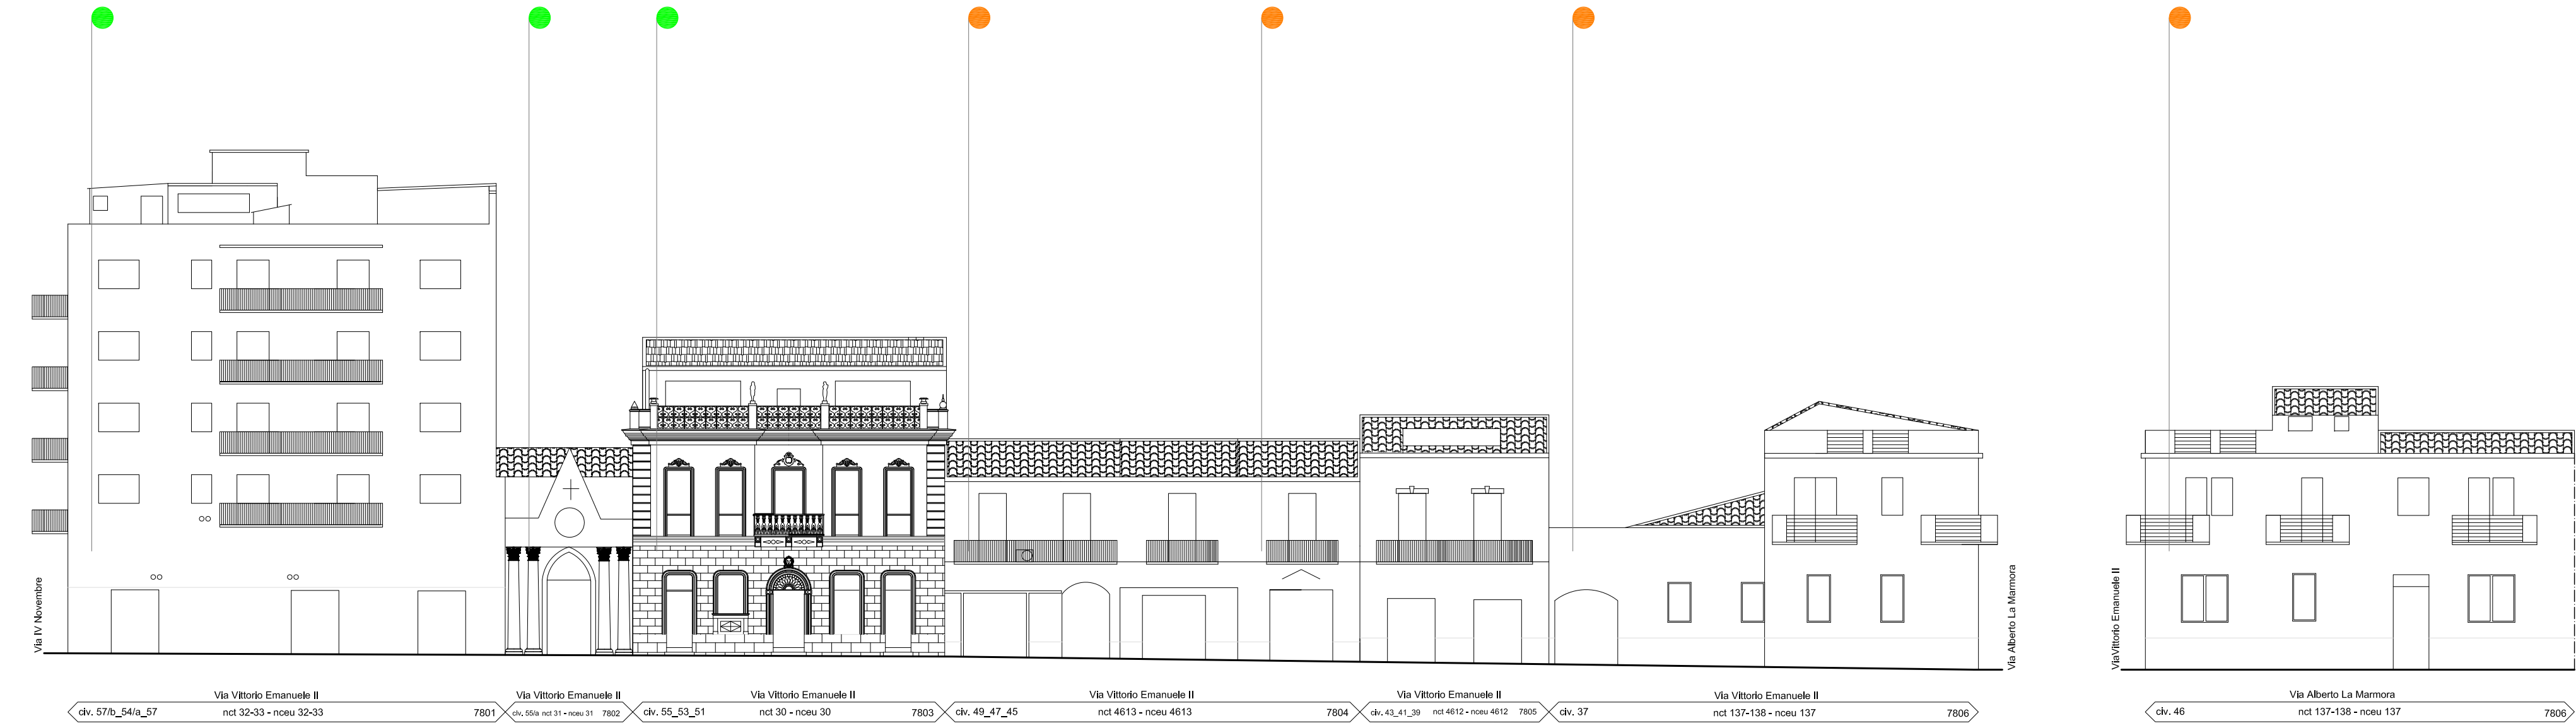 Via IV Novembre
Via Alberto La Marmora
ViaVittorio Emanuele II
Via Vittorio Emanuele II
civ. 57/b_54/a_57 nct 32-33 - nceu 32-33 7801
Via Vittorio Emanuele II
civ. 55/a nct 31 - nceu 31 7802
Via Vittorio Emanuele II
civ. 55_53_51 nct 30 - nceu 30 7803
Via Vittorio Emanuele II
civ. 49_47_45 nct 4613 - nceu 4613 7804
Via Vittorio Emanuele II
civ. 43_41_39 nct 4612 - nceu 4612 7805
Via Vittorio Emanuele II
civ. 37 nct 137-138 - nceu 137 7806
Via Alberto La Marmora
civ. 46 nct 137-138 - nceu 137 7806